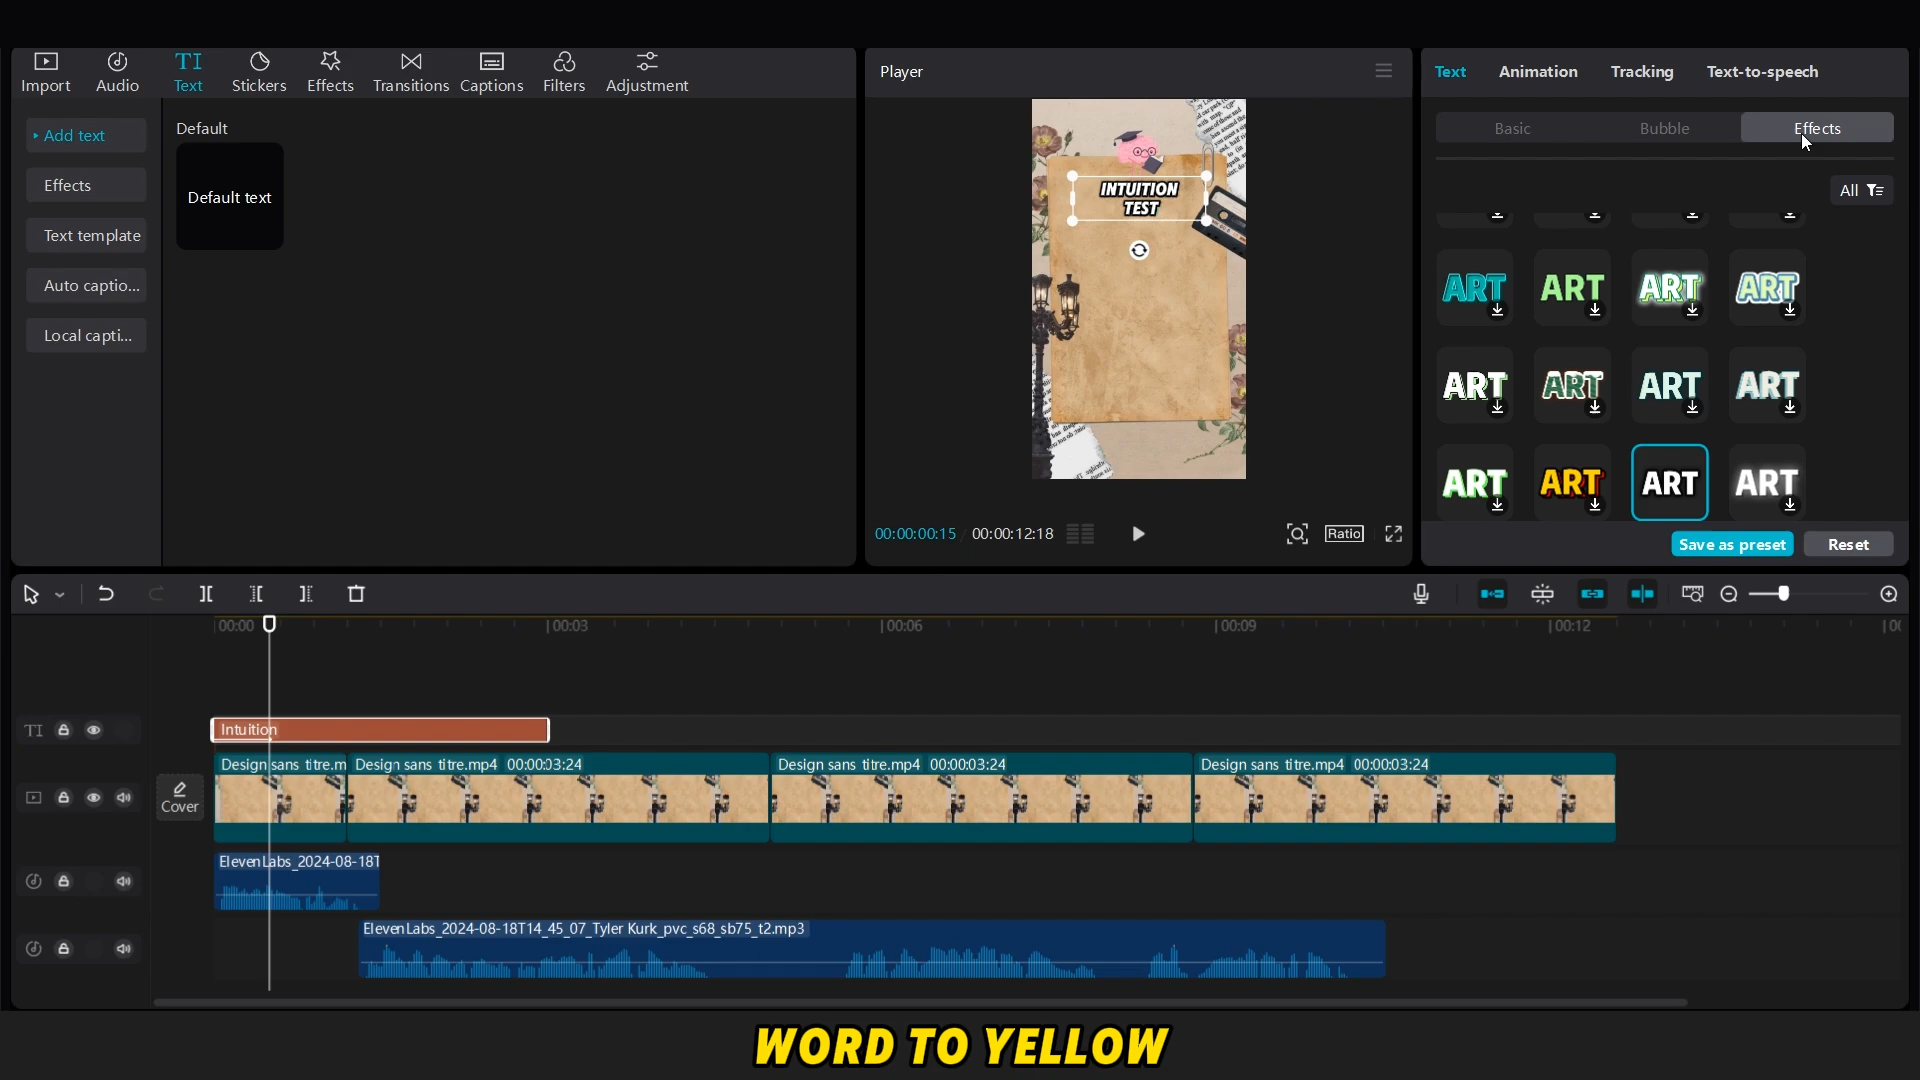 Import
Audio
TI
Text
Stickers
Effects
Transitions
Captions
Filters
Adjustment
Add text
Effects
Text template
Auto captio...
Local capti...
Default
Default text
Player
INTUITION
TEST
00:00:00:15 / 00:00:12:18
Ratio
Text
Animation
Tracking
Text-to-speech
Basic
Bubble
Effects
All
ART ART ART ART
ART ART ART ART
ART ART ART ART
Save as preset
Reset
00:00
00:03
00:06
00:09
00:12
TI
Intuition
Cover
Design sans titre.m
Design sans titre.mp4 00:00:03:24
Design sans titre.mp4 00:00:03:24
Design sans titre.mp4 00:00:03:24
ElevenLabs_2024-08-18T
ElevenLabs_2024-08-18T14_45_07_Tyler Kurk_pvc_s68_sb75_t2.mp3
WORD TO YELLOW